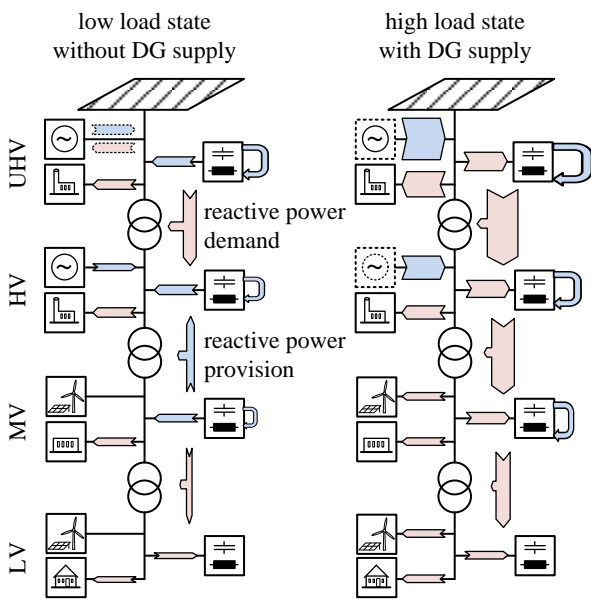 low load state
without DG supply
high load state
with DG supply
UHV
reactive power
demand
HV
reactive power
provision
MV
LV